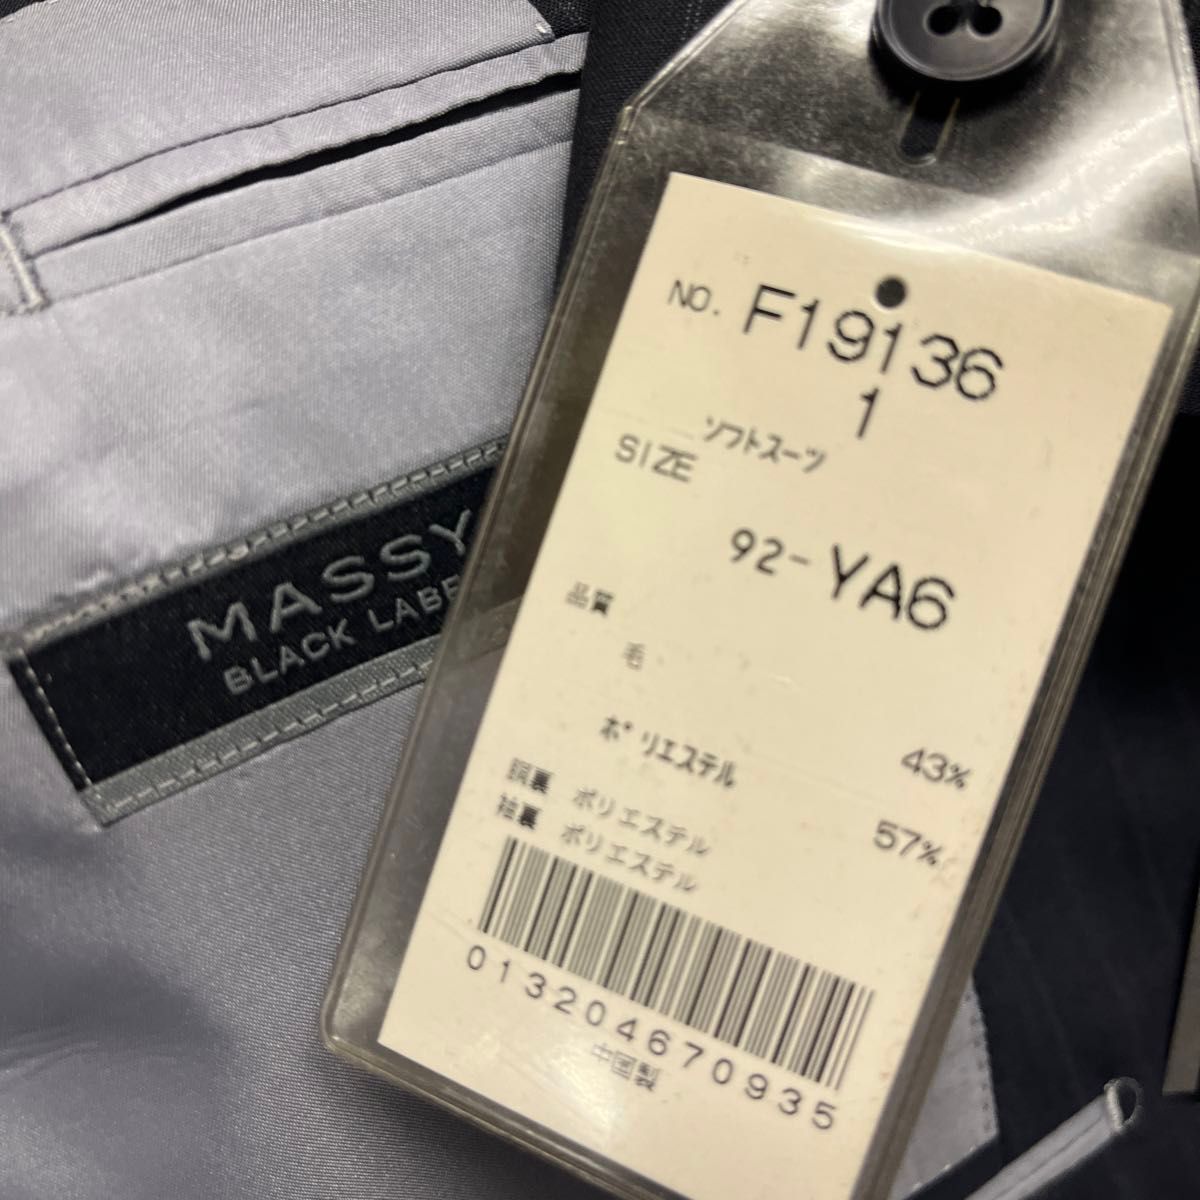 MASSY
BLACK LABE
NO. F19136
1
ソフトスーツ
SIZE
92-YA6
品質
毛 43%
ポリエステル 57%
胴裏 ポリエステル
袖裏 ポリエステル
013204670935
中国製